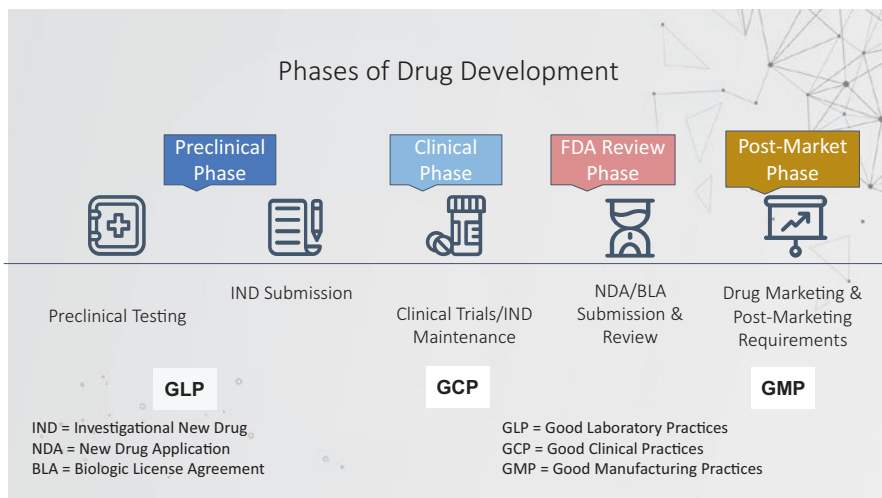 Phases of Drug Development
Preclinical
Phase
Clinical
Phase
FDA Review
Phase
Post-Market
Phase
Preclinical Testing
IND Submission
Clinical Trials/IND
Maintenance
NDA/BLA
Submission &
Review
Drug Marketing &
Post-Marketing
Requirements
GLP
GCP
GMP
IND = Investigational New Drug
NDA = New Drug Application
BLA = Biologic License Agreement
GLP = Good Laboratory Practices
GCP = Good Clinical Practices
GMP = Good Manufacturing Practices